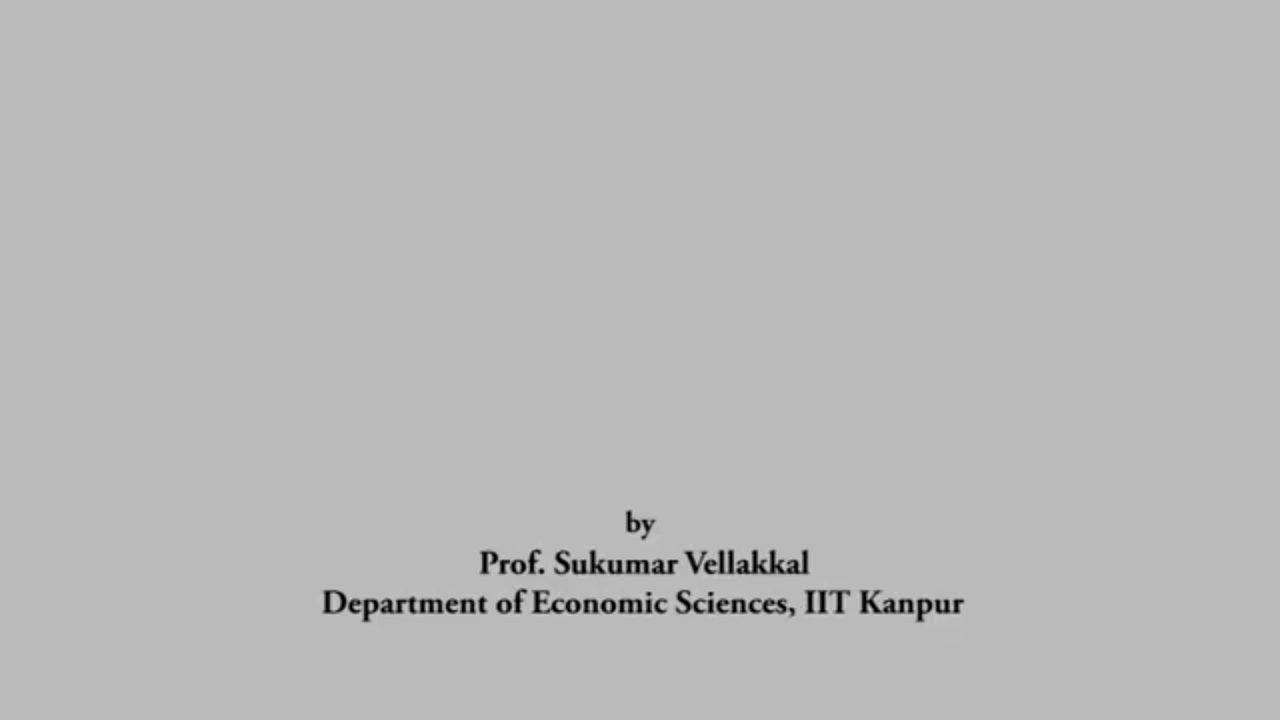 by
Prof. Sukumar Vellakkal
Department of Economic Sciences, IIT Kanpur